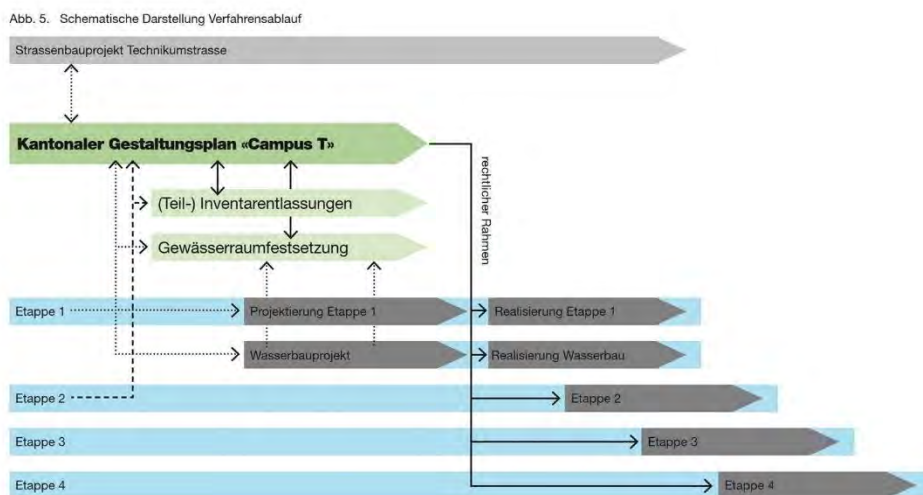 Abb. 5. Schematische Darstellung Verfahrensablauf
Strassenbauprojekt Technikumstrasse
Kantonaler Gestaltungsplan «Campus T»
rechtlicher Rahmen
(Teil-) Inventarentlassungen
Gewässerraumfestsetzung
Etappe 1
Projektierung Etappe 1
Realisierung Etappe 1
Wasserbauprojekt
Realisierung Wasserbau
Etappe 2
Etappe 2
Etappe 3
Etappe 3
Etappe 4
Etappe 4